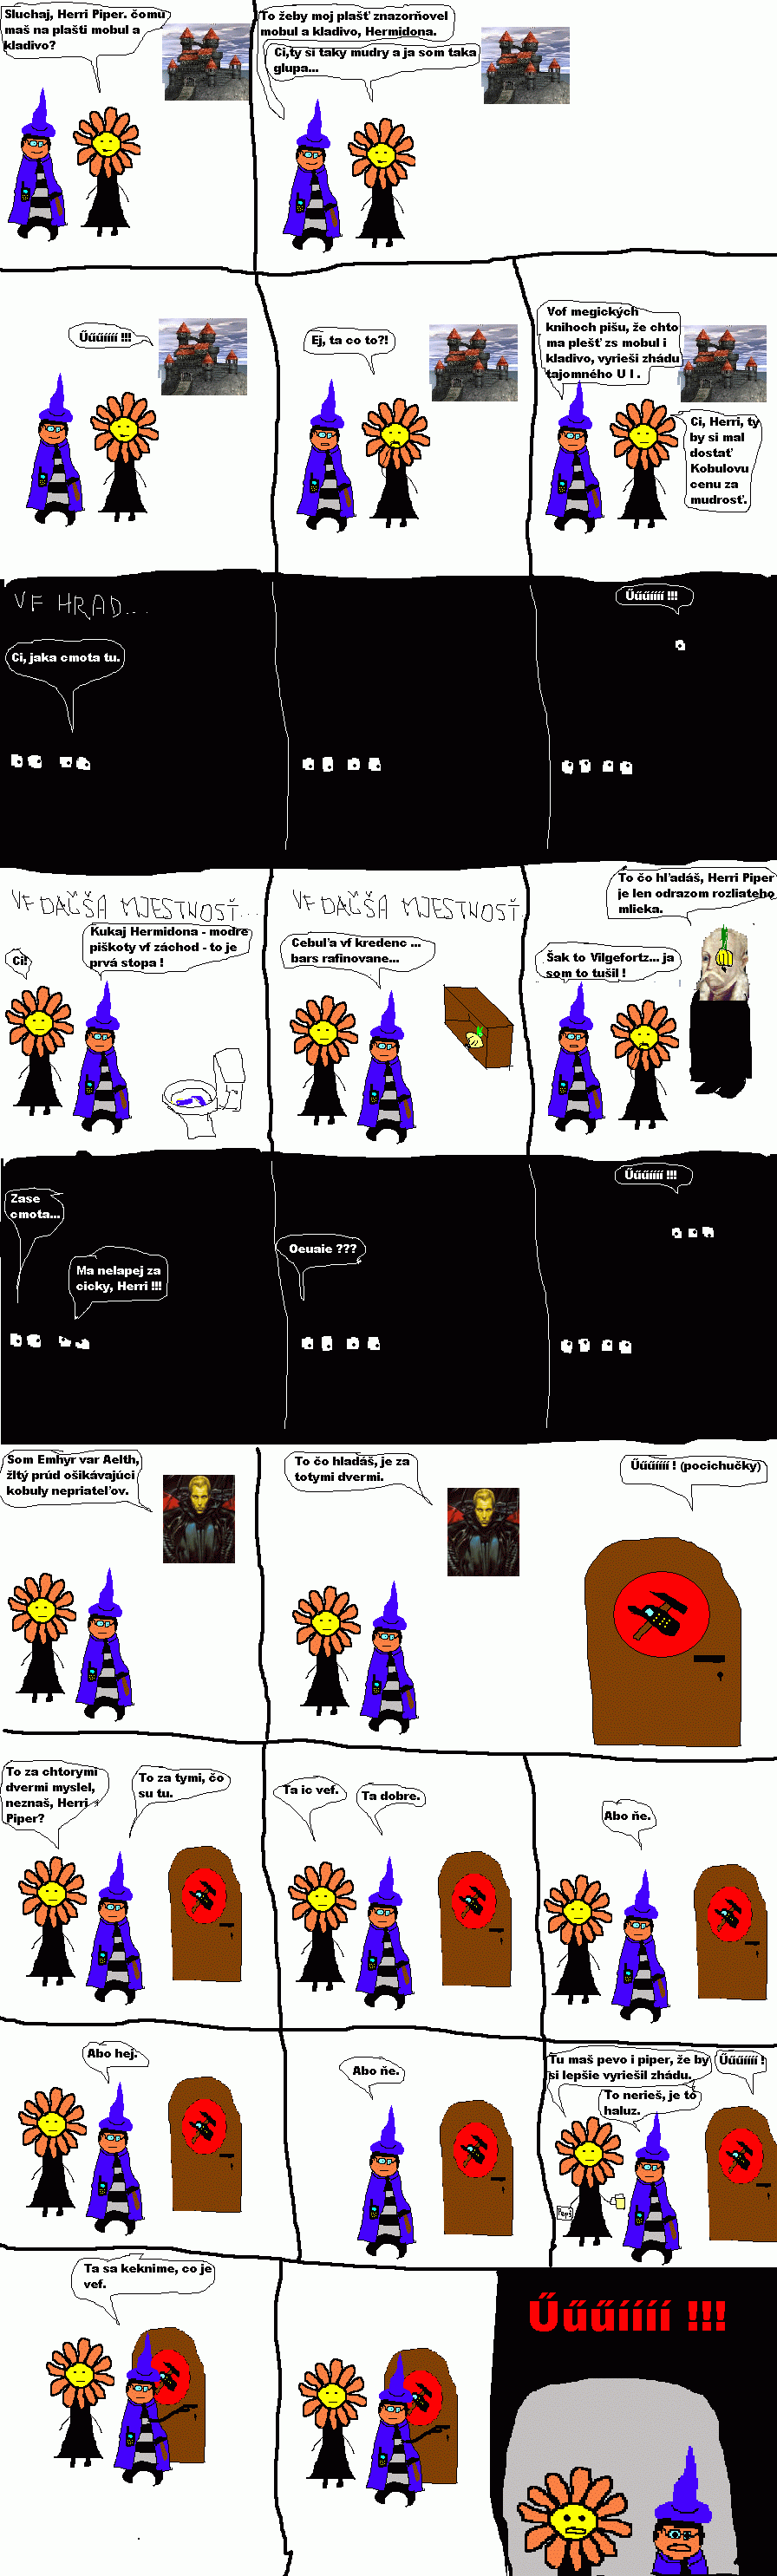 Sluchaj, Herri Piper. čomu
maš na plašti mobul a
kladivo?
To žeby moj plašť znazorňovel
mobul a kladivo, Hermidona.
Ci,ty si taky mudry a ja som taka
glupa...
Űűűíííí !!!
Ej, ta co to?!
Vof megických
knihoch pišu, že chto
ma plešť zs mobul i
kladivo, vyrieši zhádu
tajomného U I .
Ci, Herri, ty
by si mal
dostať
Kobulovu
cenu za
mudrosť.
VF HRAD...
Ci, jaka cmota tu.
Űűűíííí !!!
VF DAĽŠA MJESTNOSŤ...
Ci!
Kukaj Hermidona - modre
piškoty vf záchod - to je
prvá stopa !
VF DAĽŠA MJESTNOSŤ
Cebuľa vf kredenc ...
bars rafinovane...
To čo hľadáš, Herri Piper
je len odrazom rozliateho
mlieka.
Šak to Vilgefortz... ja
som to tušil !
Zase
cmota...
Ma nelapej za
cicky, Herri !!!
Oeuaie ???
Űűűíííí !!!
Som Emhyr var Aelth,
žltý prúd ošikávajúci
kobuly nepriateľov.
To čo hladáš, je za
totymi dvermi.
Űűűíííí ! (pocichučky)
To za chtorymi
dvermi myslel,
neznaš, Herri
Piper?
To za tymi, čo
su tu.
Ta ic vef.
Ta dobre.
Abo ňe.
Abo hej.
Abo ňe.
Tu maš pevo i piper, že by
si lepšie vyriešil zhádu.
Űűűíííí !
To nerieš, je to
haluz.
Ta sa keknime, co je
vef.
Űűűíííí !!!